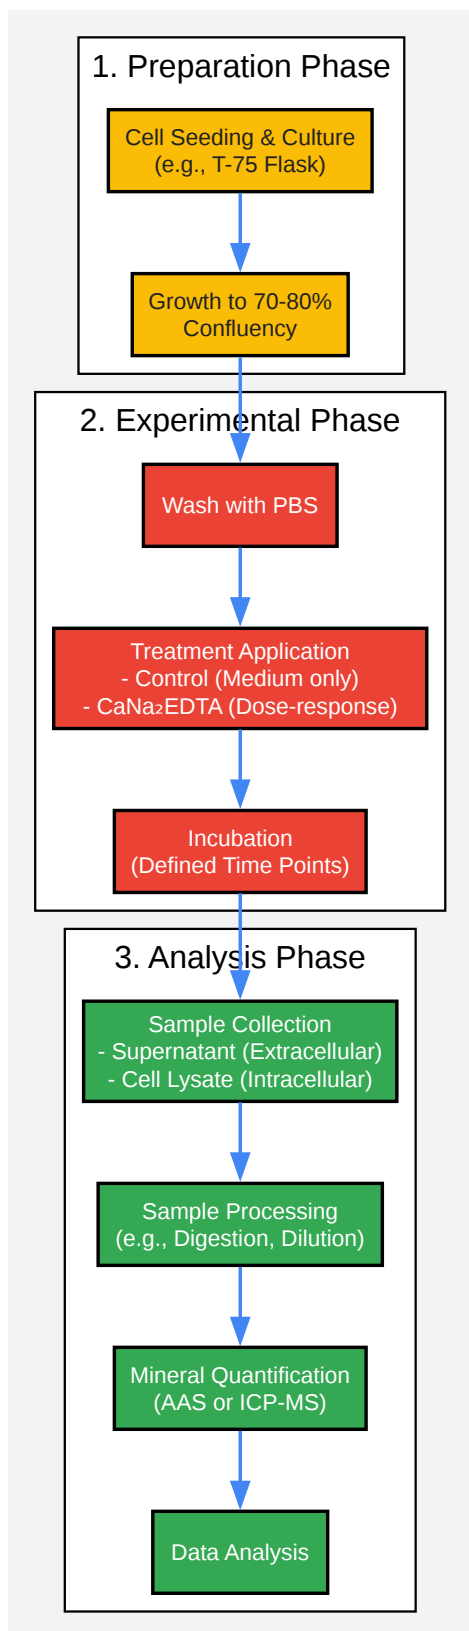 1. Preparation Phase
Cell Seeding & Culture
(e.g., T-75 Flask)
Growth to 70-80%
Confluency
2. Experimental Phase
Wash with PBS
Treatment Application
- Control (Medium only)
- CaNa₂EDTA (Dose-response)
Incubation
(Defined Time Points)
3. Analysis Phase
Sample Collection
- Supernatant (Extracellular)
- Cell Lysate (Intracellular)
Sample Processing
(e.g., Digestion, Dilution)
Mineral Quantification
(AAS or ICP-MS)
Data Analysis